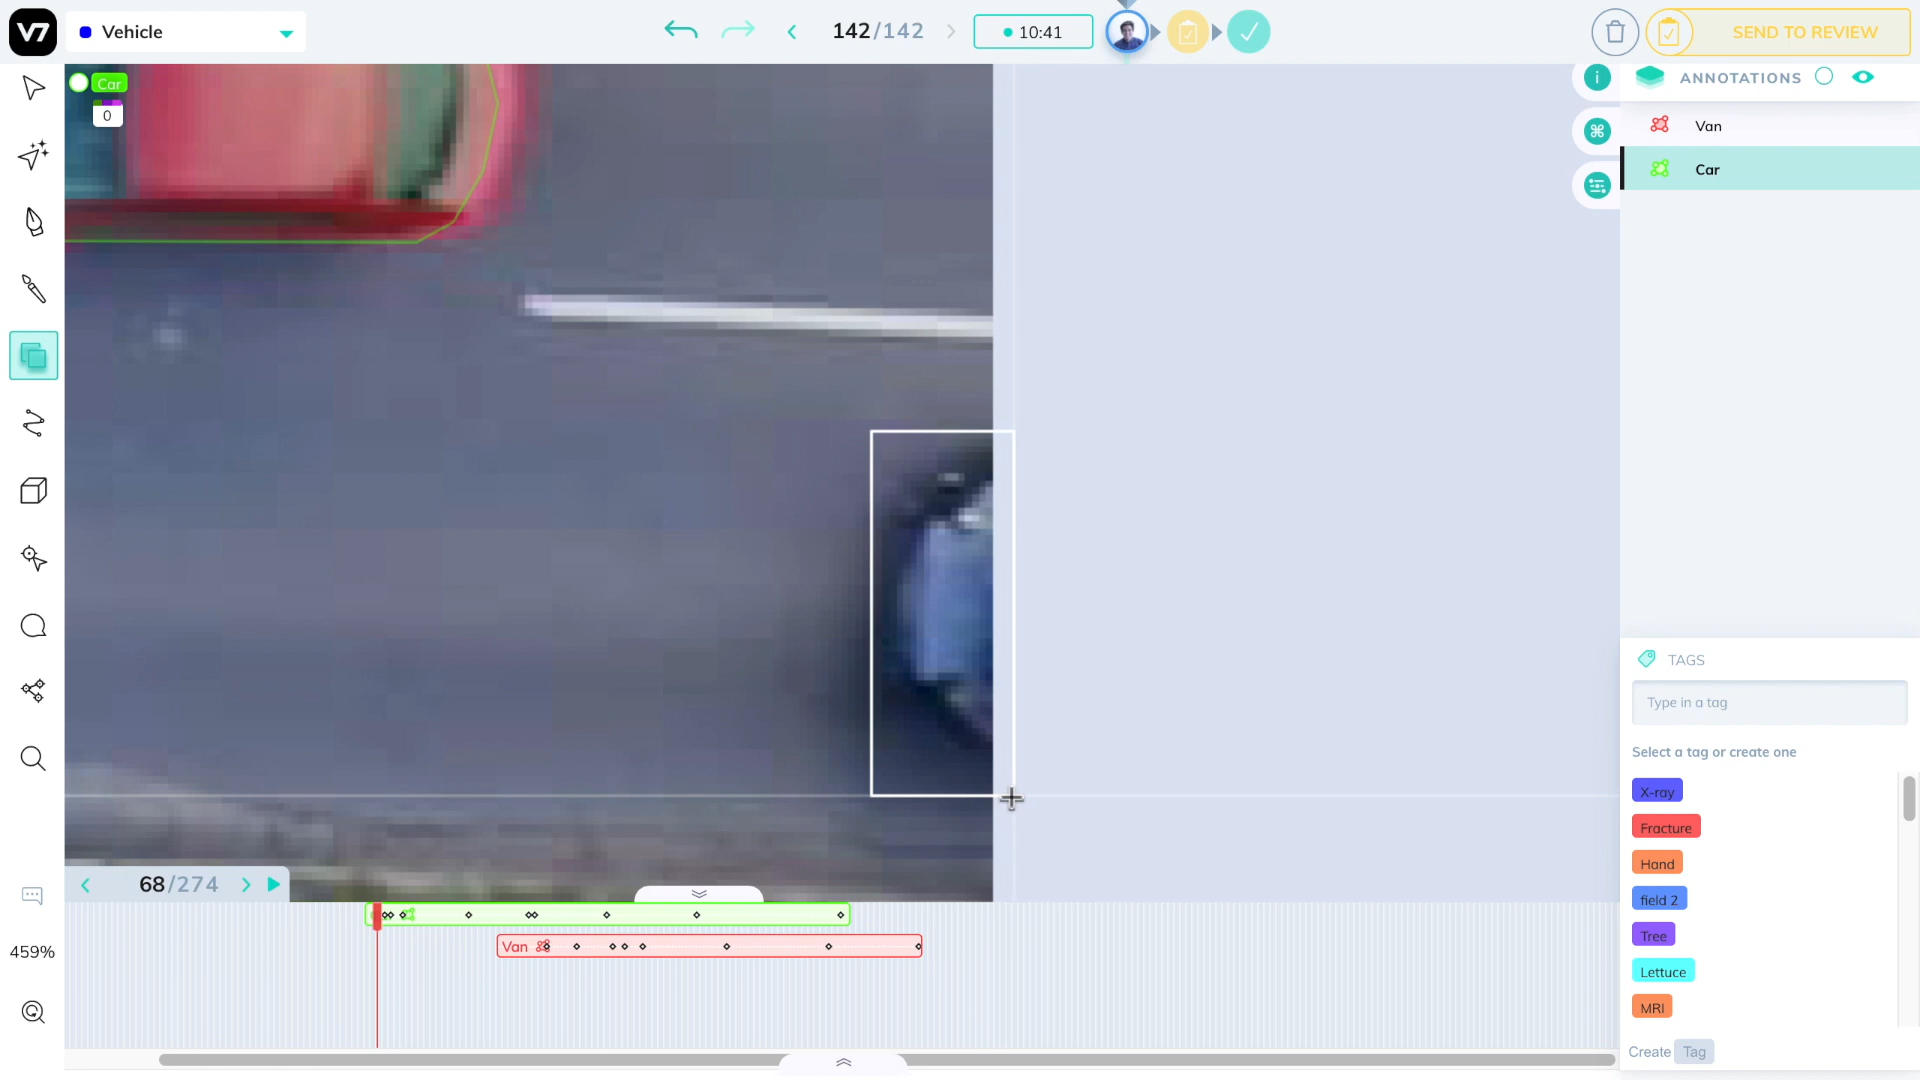 V7
Vehicle
142/142
10:41
SEND TO REVIEW
Car
0
i
ANNOTATIONS
Van
Car
TAGS
Type in a tag
Select a tag or create one
X-ray
Fracture
Hand
field 2
Tree
Lettuce
MRI
Create Tag
68/274
Van
459%